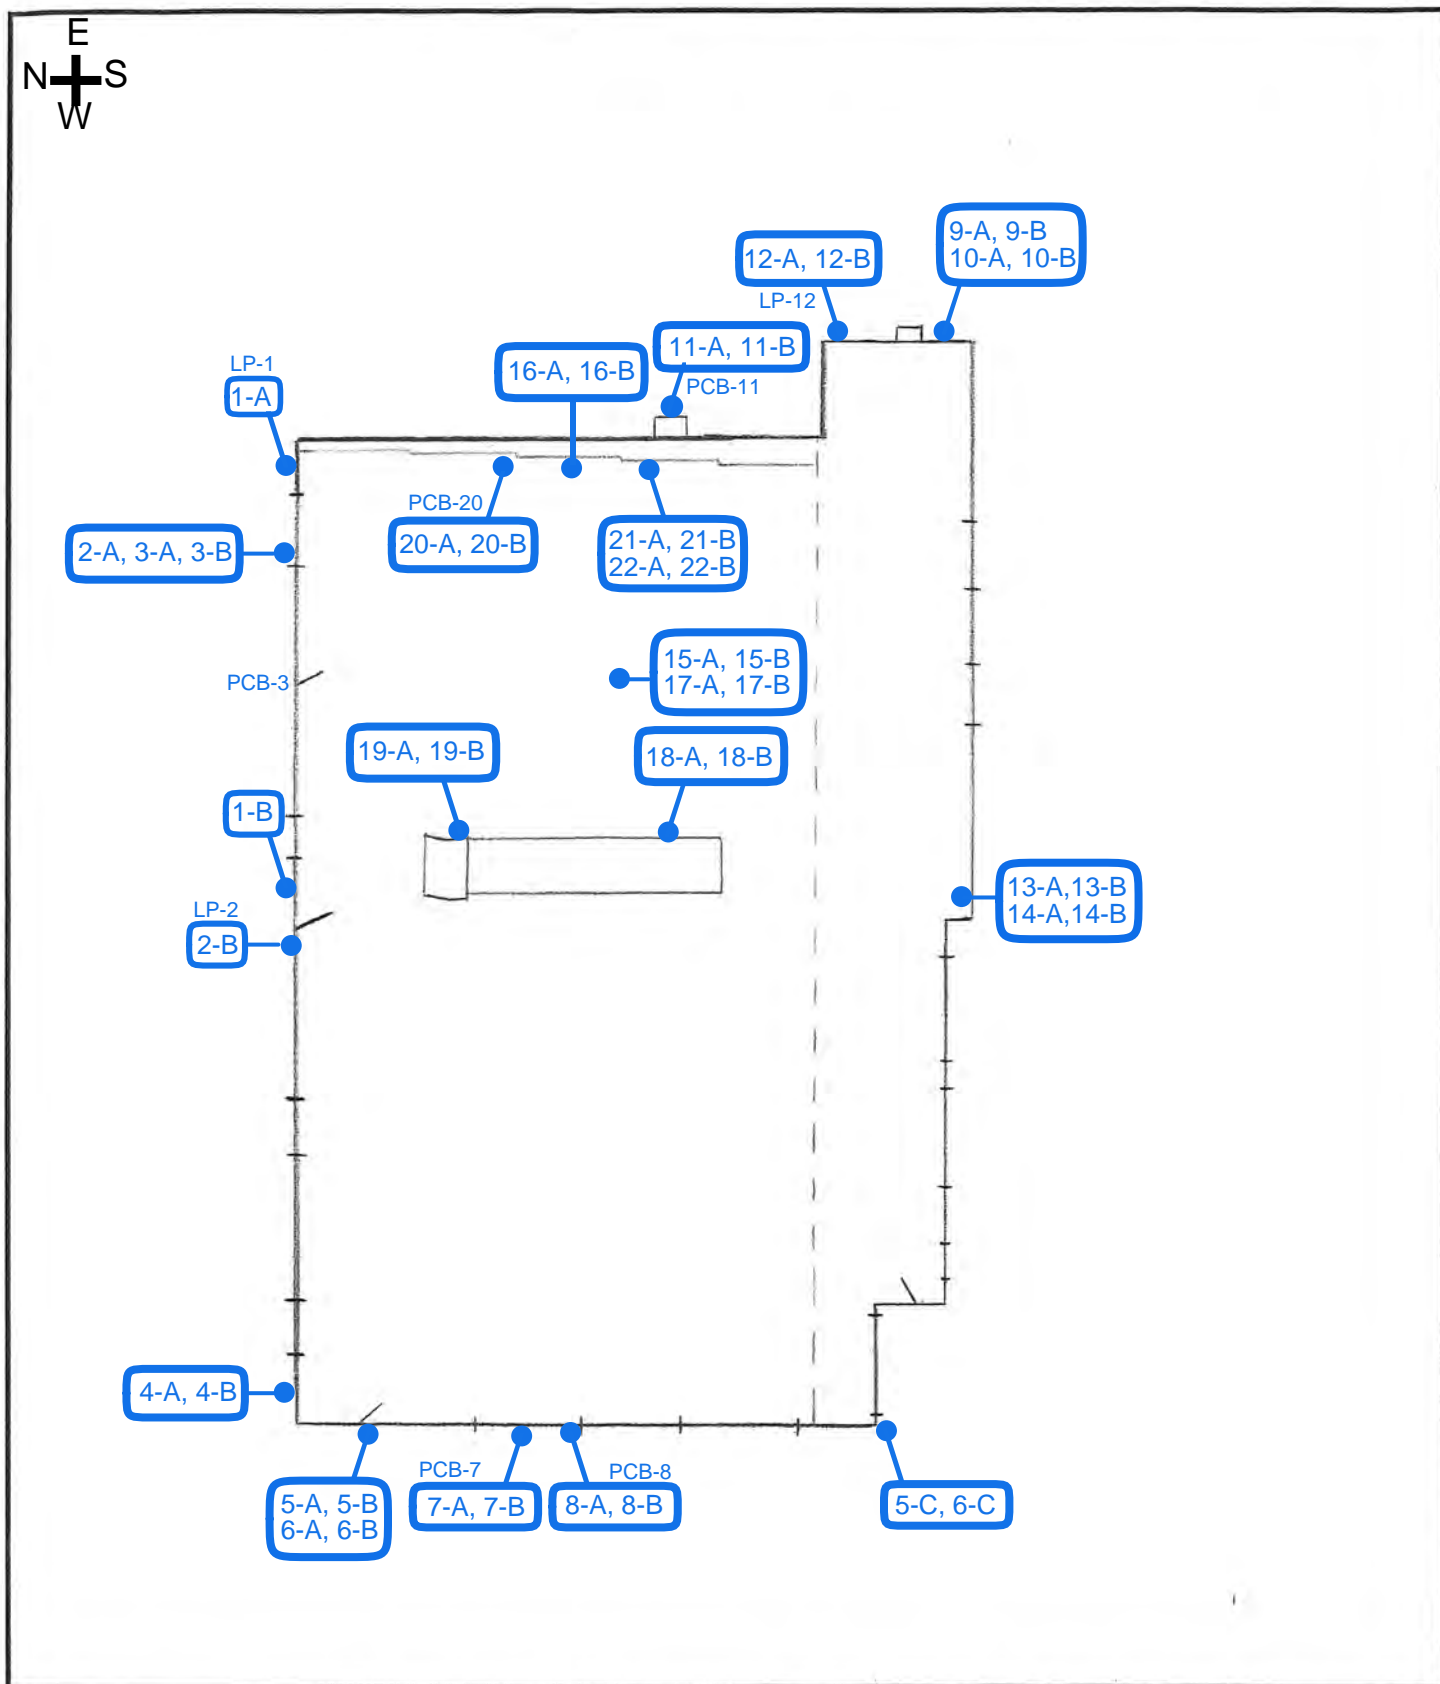 E
N S
W
9-A, 9-B
10-A, 10-B
12-A, 12-B
LP-12
11-A, 11-B
PCB-11
16-A, 16-B
LP-1
1-A
PCB-20
20-A, 20-B
21-A, 21-B
22-A, 22-B
2-A, 3-A, 3-B
15-A, 15-B
17-A, 17-B
PCB-3
19-A, 19-B
18-A, 18-B
1-B
13-A,13-B
14-A,14-B
LP-2
2-B
4-A, 4-B
5-A, 5-B
6-A, 6-B
PCB-7
7-A, 7-B
PCB-8
8-A, 8-B
5-C, 6-C